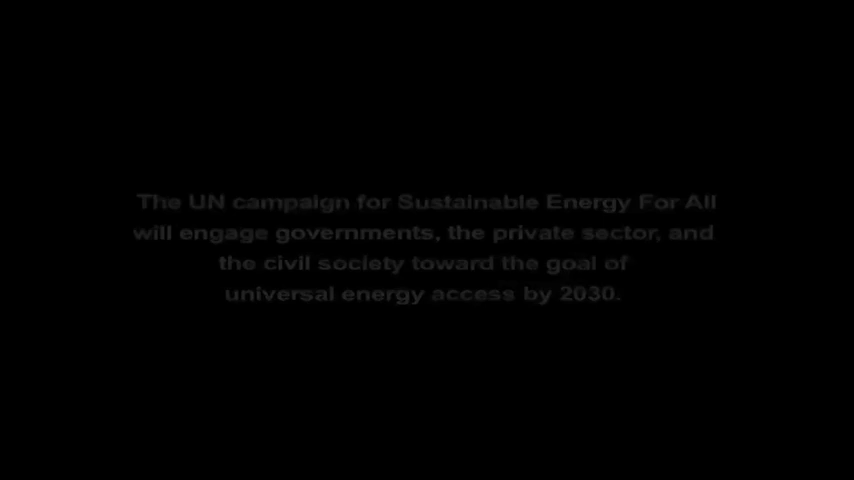 The UN campaign for Sustainable Energy For All
will engage governments, the private sector, and
the civil society toward the goal of
universal energy access by 2030.